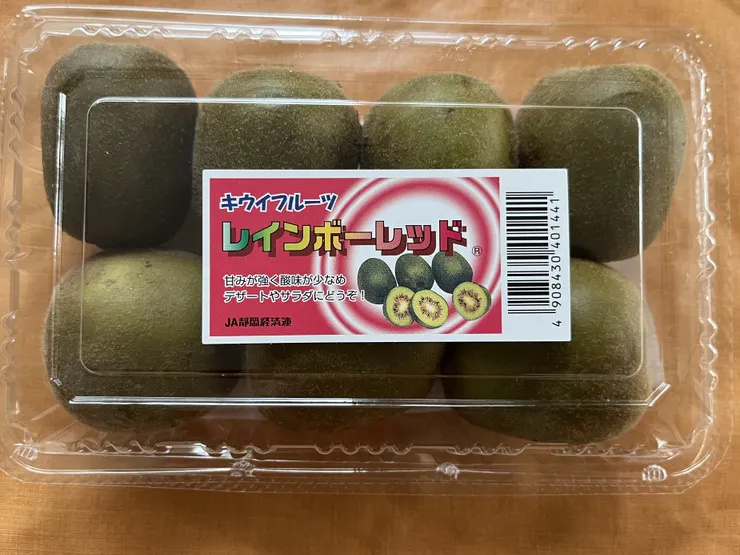 キウイフルーツ
レインボーレッド®
甘みが強く酸味が少なめ
デザートやサラダにどうぞ!
JA静岡経済連
4 908430 401441